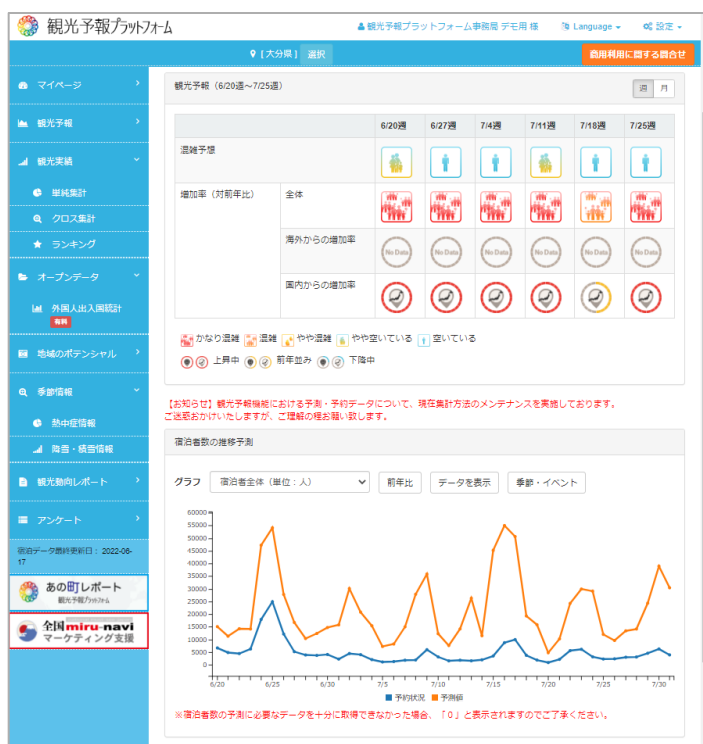 観光予報プラットフォーム
観光予報プラットフォーム事務局 デモ用 様 Language 設定
[ 大分県 ] 選択 商用利用に関する問合せ
マイページ
観光予報
観光実績
単純集計
クロス集計
ランキング
オープンデータ
外国人出入国統計
有料
地域のポテンシャル
季節情報
熱中症情報
降雪・積雪情報
観光動向レポート
アンケート
宿泊データ最終更新日: 2022-06-17
あの町レポート
観光予報プラットフォーム
全国miru-navi
マーケティング支援
観光予報(6/20週~7/25週) 週 月
6/20週 6/27週 7/4週 7/11週 7/18週 7/25週
混雑予想
増加率(対前年比) 全体
海外からの増加率 No Data No Data No Data No Data No Data No Data
国内からの増加率
かなり混雑 混雑 やや混雑 やや空いている 空いている
上昇中 前年並み 下降中
【お知らせ】観光予報機能における予測・予約データについて、現在集計方法のメンテナンスを実施しております。
ご迷惑おかけいたしますが、ご理解の程お願い致します。
宿泊者数の推移予測
グラフ 宿泊者全体(単位:人) 前年比 データを表示 季節・イベント
60000
55000
50000
45000
40000
35000
30000
25000
20000
15000
10000
5000
0
6/20 6/25 6/30 7/5 7/10 7/15 7/20 7/25 7/30
予約状況 予測値
※宿泊者数の予測に必要なデータを十分に取得できなかった場合、「0」と表示されますのでご了承ください。